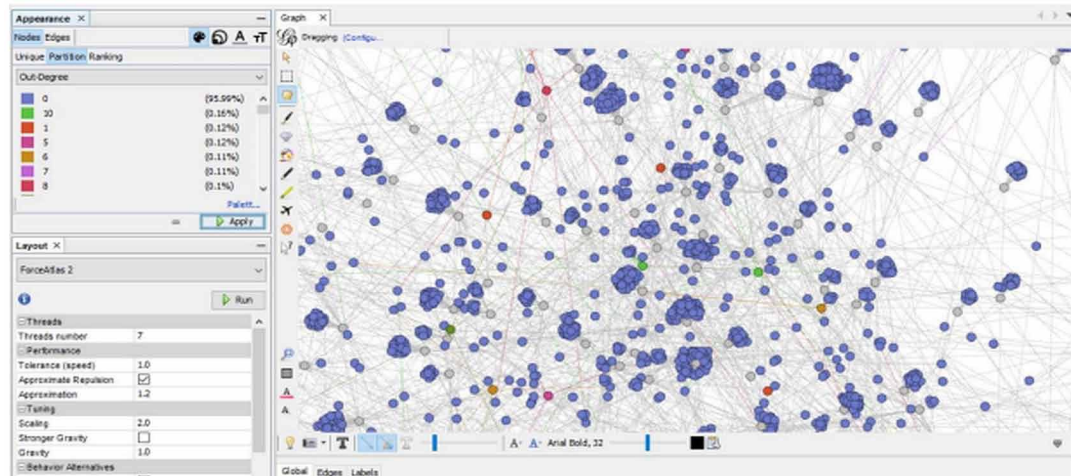 Appearance
Nodes Edges
Unique Partition Ranking
Out-Degree
0 (95.99%)
10 (0.16%)
1 (0.12%)
5 (0.12%)
6 (0.11%)
7 (0.11%)
8 (0.1%)
Palett...
Apply
Layout
ForceAtlas 2
Run
Threads
Threads number 7
Performance
Tolerance (speed) 1.0
Approximate Repulsion
Approximation 1.2
Tuning
Scaling 2.0
Stronger Gravity
Gravity 1.0
Behavior Alternatives
Graph
Dragging (Configu...
Arial Bold, 32
Global Edges Labels